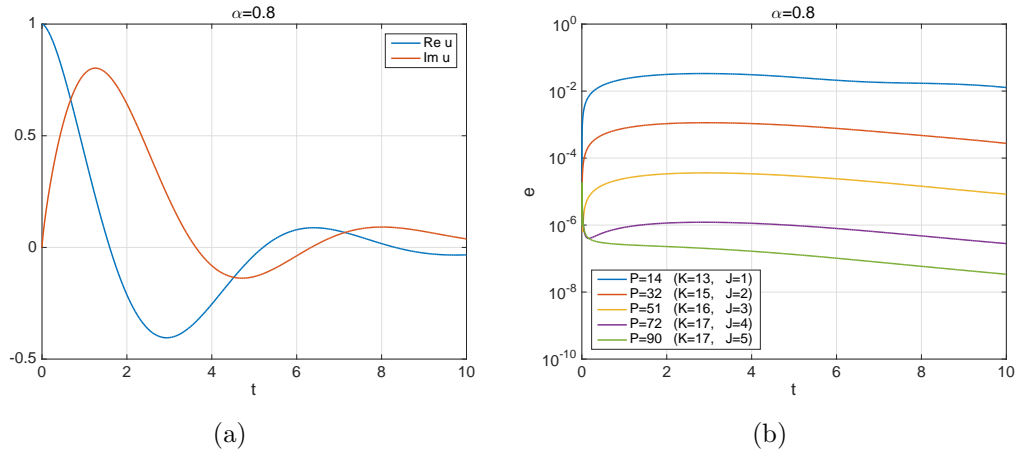 α=0.8
1
0.5
0
-0.5
0 2 4 6 8 10
t
Re u
Im u
(a)
α=0.8
10^0
10^-2
10^-4
10^-6
10^-8
10^-10
e
0 2 4 6 8 10
t
P=14 (K=13, J=1)
P=32 (K=15, J=2)
P=51 (K=16, J=3)
P=72 (K=17, J=4)
P=90 (K=17, J=5)
(b)